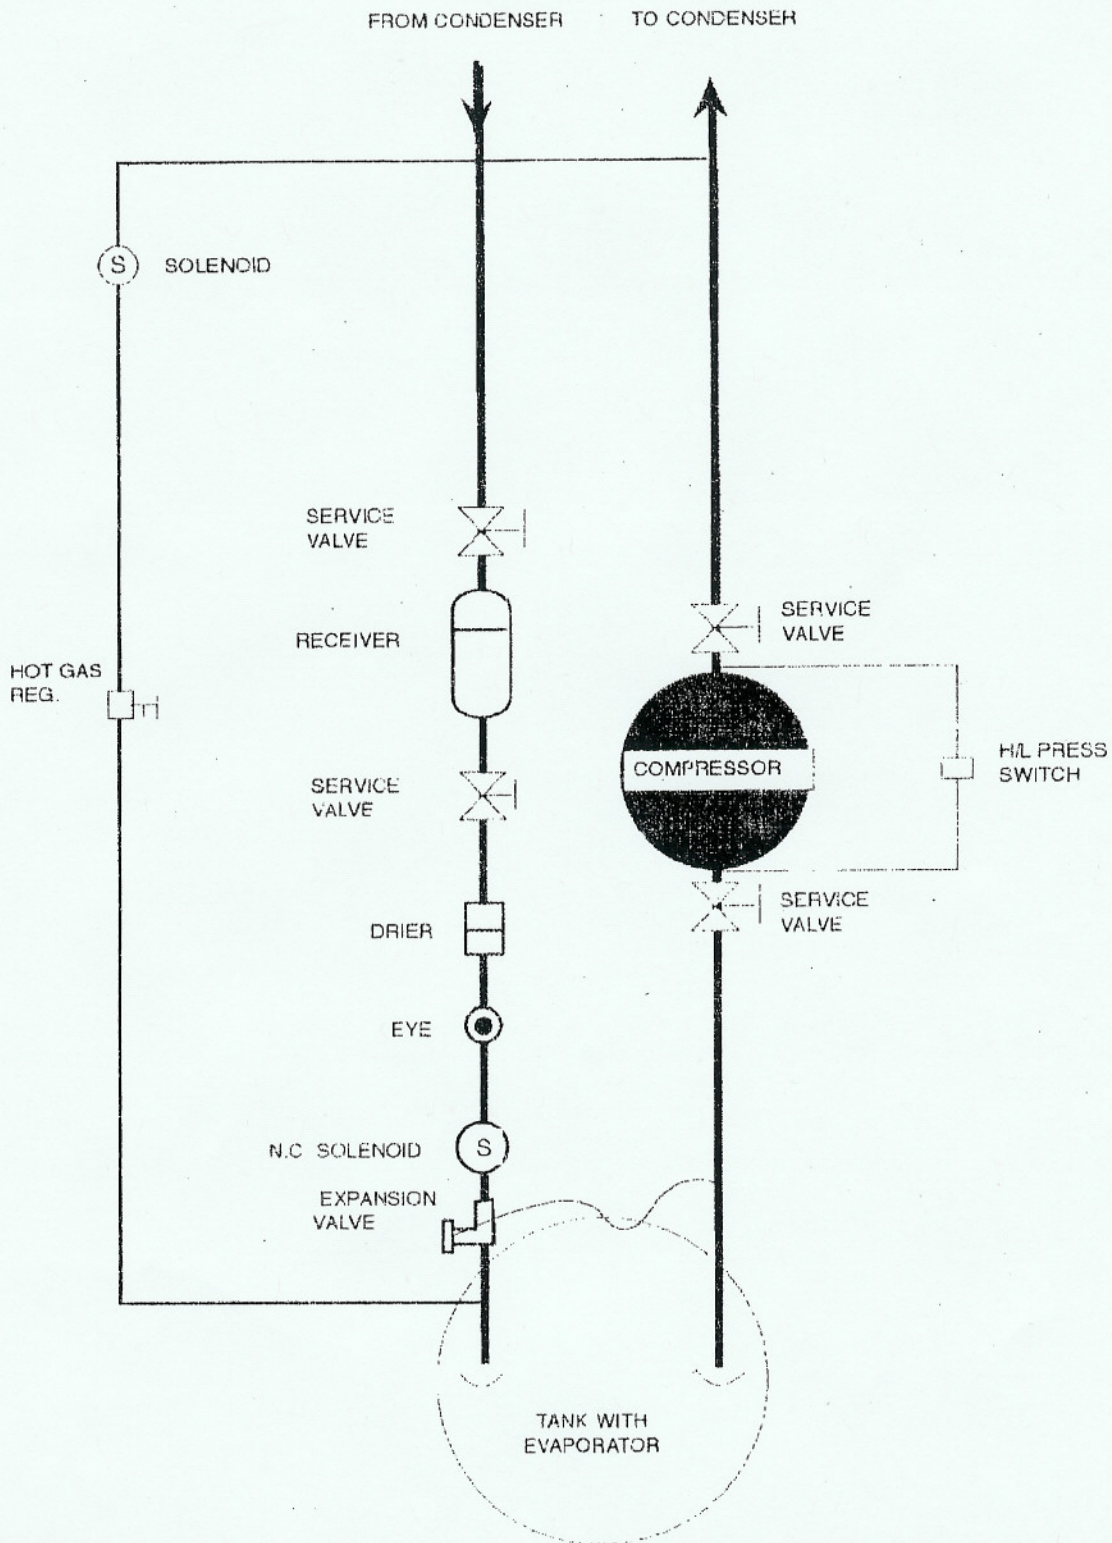 FROM CONDENSER
TO CONDENSER
S
SOLENOID
SERVICE
VALVE
RECEIVER
SERVICE
VALVE
HOT GAS
REG.
COMPRESSOR
H/L PRESS
SWITCH
SERVICE
VALVE
SERVICE
VALVE
DRIER
EYE
N.C SOLENOID
S
EXPANSION
VALVE
TANK WITH
EVAPORATOR